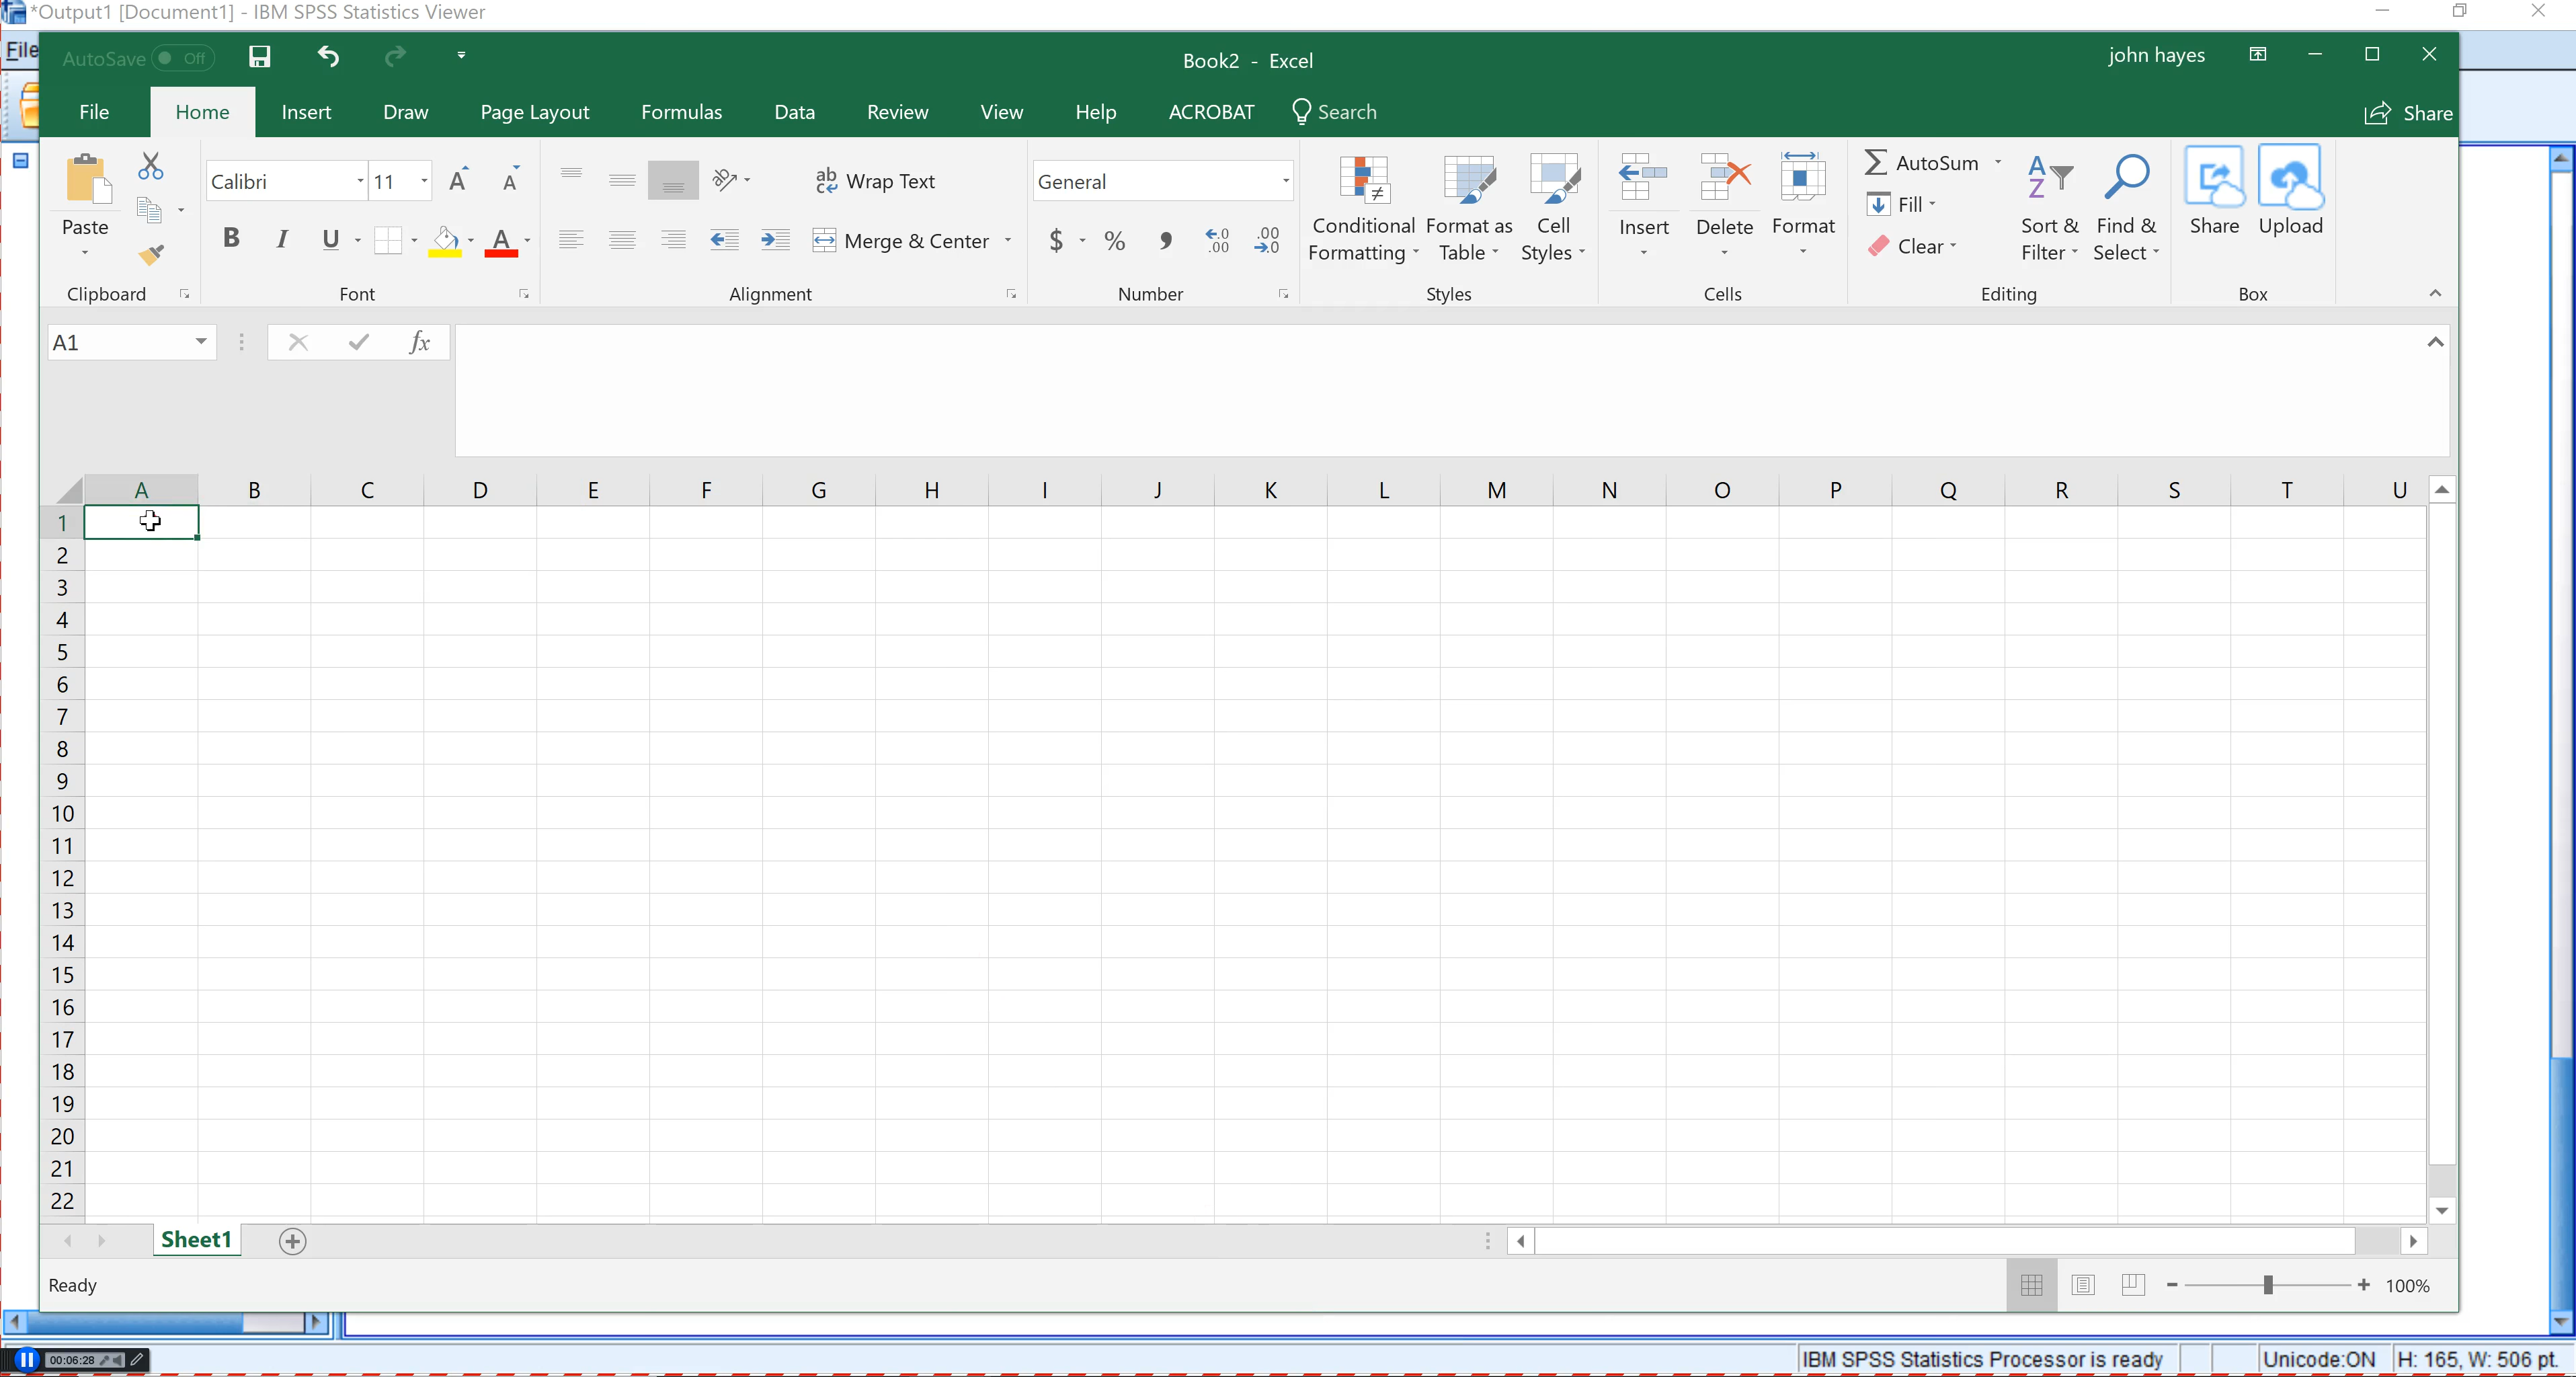 *Output1 [Document1] - IBM SPSS Statistics Viewer
File
AutoSave Off
Book2 - Excel
john hayes
File Home Insert Draw Page Layout Formulas Data Review View Help ACROBAT Search
Share
Paste
Clipboard
Calibri 11
B I U A
Font
ab c Wrap Text
Merge & Center
Alignment
General
$ % , .0 .00 .00 .0
Number
Conditional Formatting
Format as Table
Cell Styles
Styles
Insert
Delete
Format
Cells
AutoSum
Fill
Clear
Sort & Filter
Find & Select
Editing
Share
Upload
Box
A1
fx
A B C D E F G H I J K L M N O P Q R S T U
1
2
3
4
5
6
7
8
9
10
11
12
13
14
15
16
17
18
19
20
21
22
Sheet1
Ready
100%
00:06:28
IBM SPSS Statistics Processor is ready
Unicode:ON
H: 165, W: 506 pt.